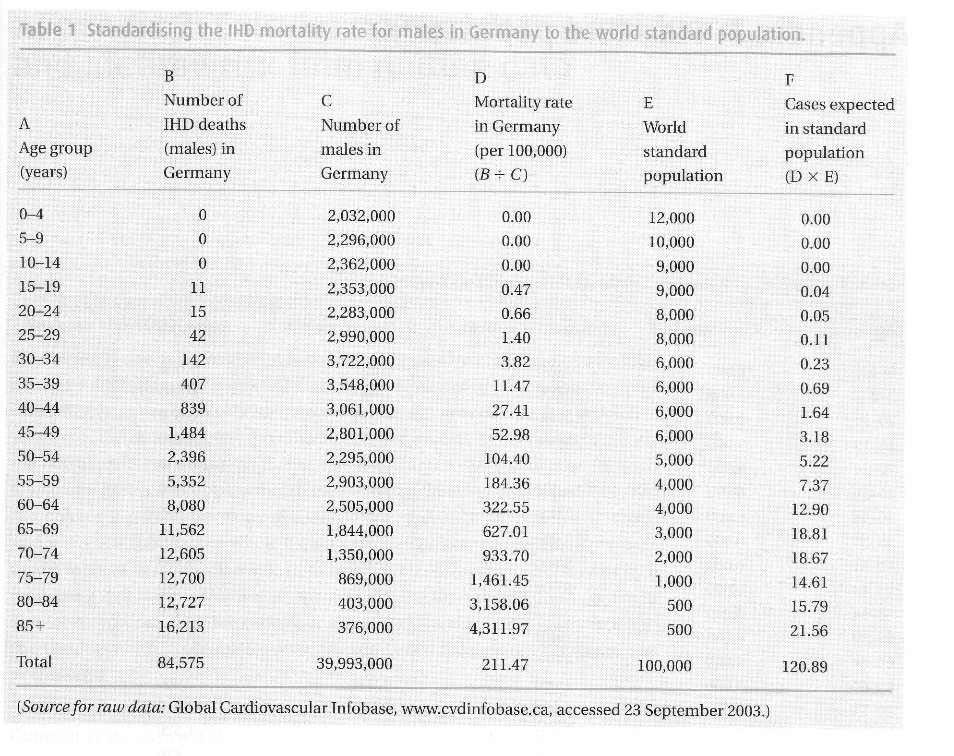 Table 1 Standardising the IHD mortality rate for males in Germany to the world standard population.
A
Age group
(years)
B
Number of
IHD deaths
(males) in
Germany
C
Number of
males in
Germany
D
Mortality rate
in Germany
(per 100,000)
(B ÷ C)
E
World
standard
population
F
Cases expected
in standard
population
(D × E)
0–4 0 2,032,000 0.00 12,000 0.00
5–9 0 2,296,000 0.00 10,000 0.00
10–14 0 2,362,000 0.00 9,000 0.00
15–19 11 2,353,000 0.47 9,000 0.04
20–24 15 2,283,000 0.66 8,000 0.05
25–29 42 2,990,000 1.40 8,000 0.11
30–34 142 3,722,000 3.82 6,000 0.23
35–39 407 3,548,000 11.47 6,000 0.69
40–44 839 3,061,000 27.41 6,000 1.64
45–49 1,484 2,801,000 52.98 6,000 3.18
50–54 2,396 2,295,000 104.40 5,000 5.22
55–59 5,352 2,903,000 184.36 4,000 7.37
60–64 8,080 2,505,000 322.55 4,000 12.90
65–69 11,562 1,844,000 627.01 3,000 18.81
70–74 12,605 1,350,000 933.70 2,000 18.67
75–79 12,700 869,000 1,461.45 1,000 14.61
80–84 12,727 403,000 3,158.06 500 15.79
85+ 16,213 376,000 4,311.97 500 21.56
Total 84,575 39,993,000 211.47 100,000 120.89
(Source for raw data: Global Cardiovascular Infobase, www.cvdinfobase.ca, accessed 23 September 2003.)